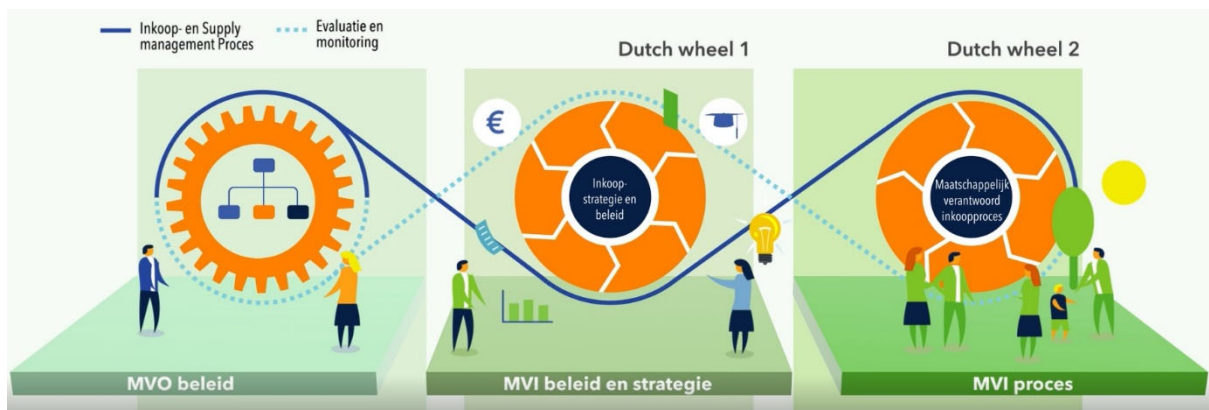 Inkoop- en Supply
management Proces
Evaluatie en
monitoring
Dutch wheel 1
Dutch wheel 2
€
Inkoop-
strategie en
beleid
Maatschappelijk
verantwoord
inkoopproces
MVO beleid
MVI beleid en strategie
MVI proces